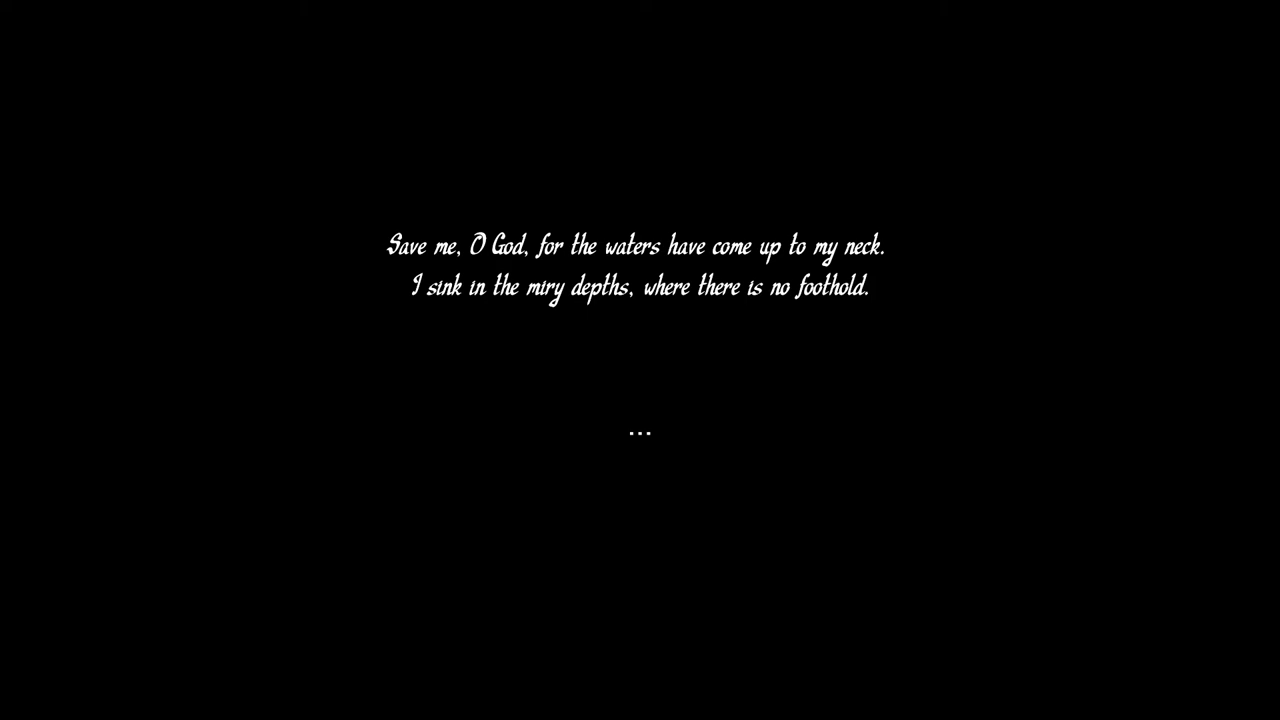 Save me, O God, for the waters have come up to my neck.
I sink in the miry depths, where there is no foothold.
...